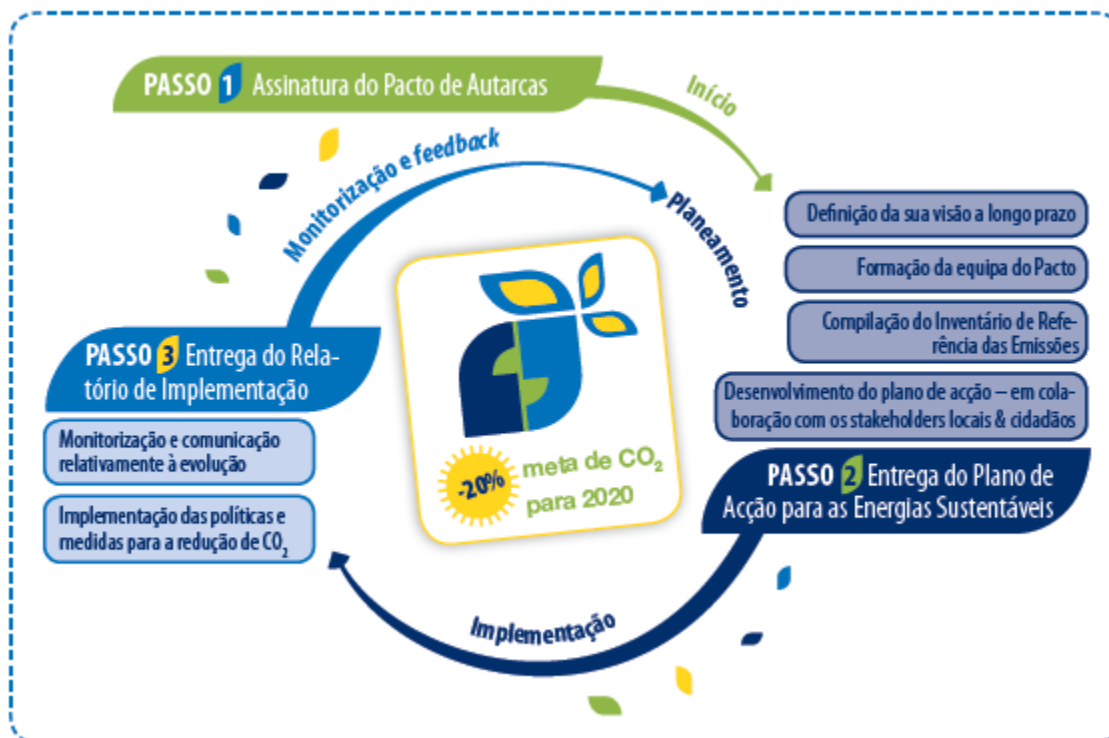 PASSO 1 Assinatura do Pacto de Autarcas
Início
Monitorização e feedback
Planeamento
Definição da sua visão a longo prazo
Formação da equipa do Pacto
Compilação do Inventário de Refe-
rência das Emissões
Desenvolvimento do plano de acção – em cola-
boração com os stakeholders locais & cidadãos
PASSO 2 Entrega do Plano de
Acção para as Energias Sustentáveis
Implementação
PASSO 3 Entrega do Rela-
tório de Implementação
Monitorização e comunicação
relativamente à evolução
Implementação das políticas e
medidas para a redução de CO₂
-20% meta de CO₂
para 2020